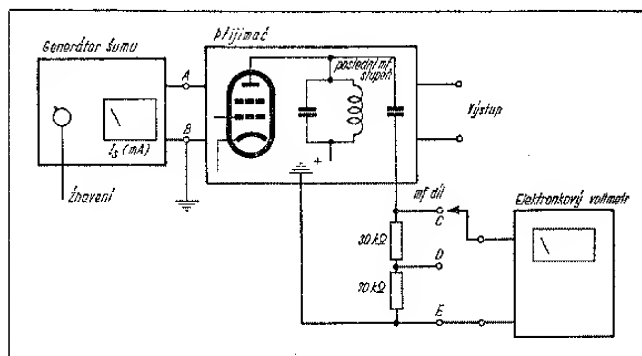 Generátor šumu
Přijímač
A
B
I_s (mA)
Žhavení
poslední mf
stupeň
+
Výstup
mf díl
C
30 kΩ
D
10 kΩ
E
Elektronkový voltmetr